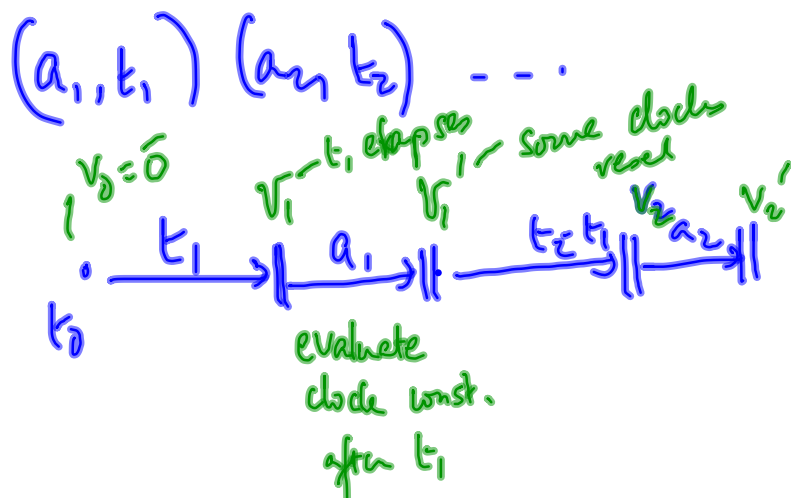 (a₁, t₁) (a₂, t₂) - - - .
v₀ = 0̄ v₁ t₁ elapses v₁' some clocks
reset
t₁ a₁ t₂ - t₁ v₂ a₂ v₂'
t₀
evaluate
clock const.
after t₁